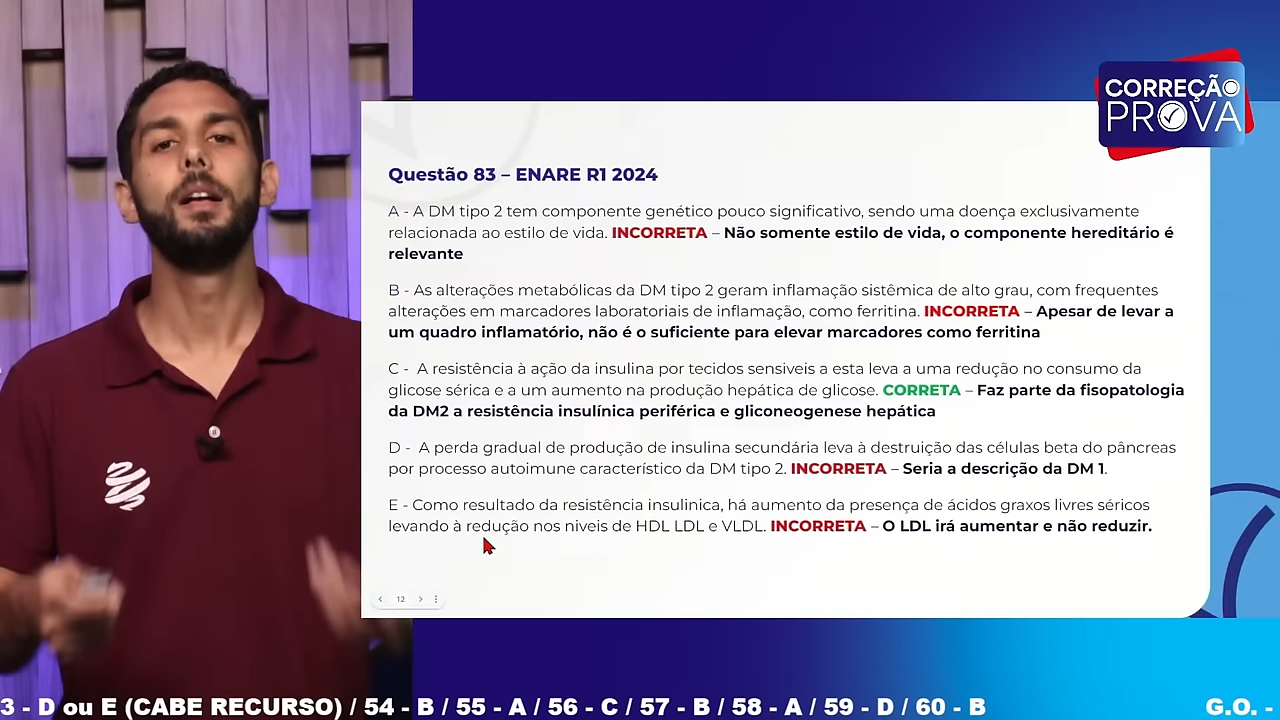 CORREÇÃO
PROVA
Questão 83 – ENARE R1 2024
A - A DM tipo 2 tem componente genético pouco significativo, sendo uma doença exclusivamente
relacionada ao estilo de vida. INCORRETA – Não somente estilo de vida, o componente hereditário é
relevante
B - As alterações metabólicas da DM tipo 2 geram inflamação sistêmica de alto grau, com frequentes
alterações em marcadores laboratoriais de inflamação, como ferritina. INCORRETA – Apesar de levar a
um quadro inflamatório, não é o suficiente para elevar marcadores como ferritina
C - A resistência à ação da insulina por tecidos sensiveis a esta leva a uma redução no consumo da
glicose sérica e a um aumento na produção hepática de glicose. CORRETA – Faz parte da fisopatologia
da DM2 a resistência insulínica periférica e gliconeogenese hepática
D - A perda gradual de produção de insulina secundária leva à destruição das células beta do pâncreas
por processo autoimune característico da DM tipo 2. INCORRETA – Seria a descrição da DM 1.
E - Como resultado da resistência insulinica, há aumento da presença de ácidos graxos livres séricos
levando à redução nos niveis de HDL LDL e VLDL. INCORRETA – O LDL irá aumentar e não reduzir.
12
3 - D ou E (CABE RECURSO) / 54 - B / 55 - A / 56 - C / 57 - B / 58 - A / 59 - D / 60 - B G.O. -